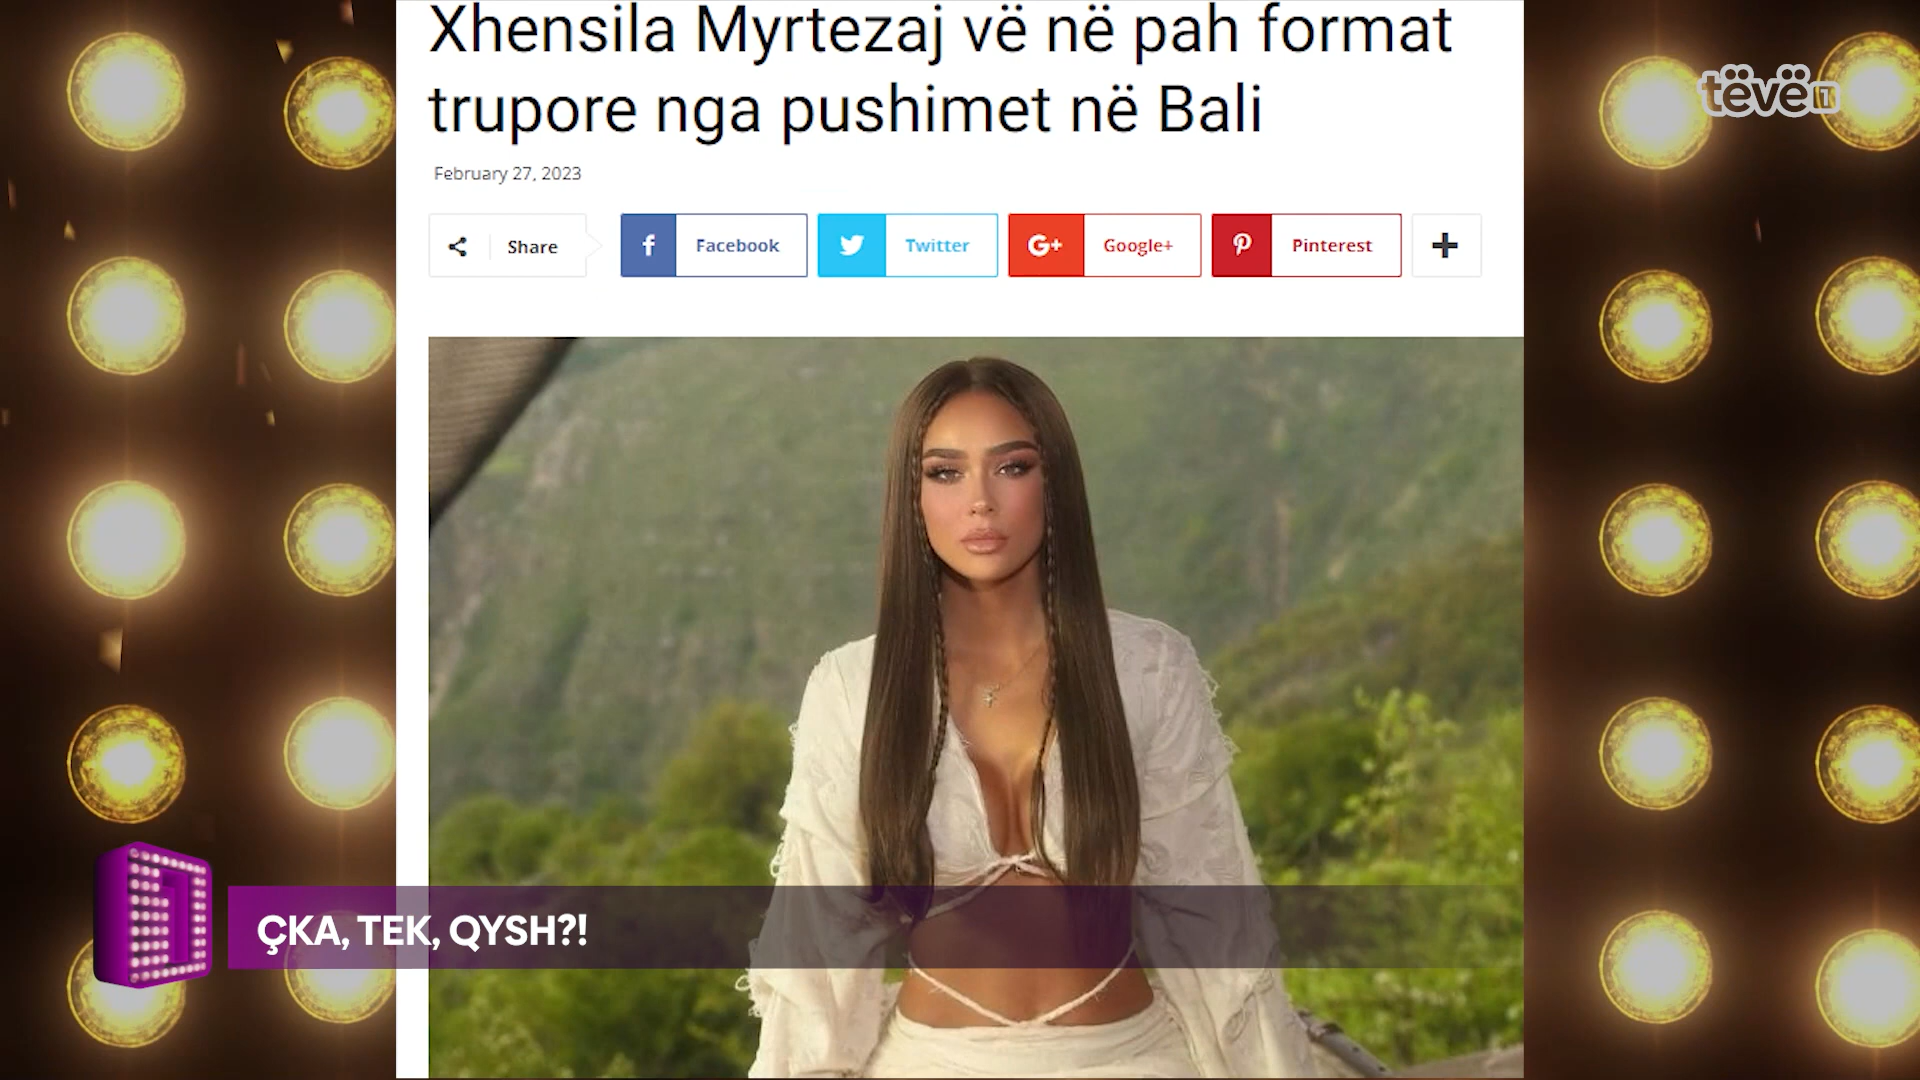 Xhensila Myrtezaj vë në pah format
trupore nga pushimet në Bali
tëvë1
February 27, 2023
Share
Facebook
Twitter
G+ Google+
Pinterest
ÇKA, TEK, QYSH?!